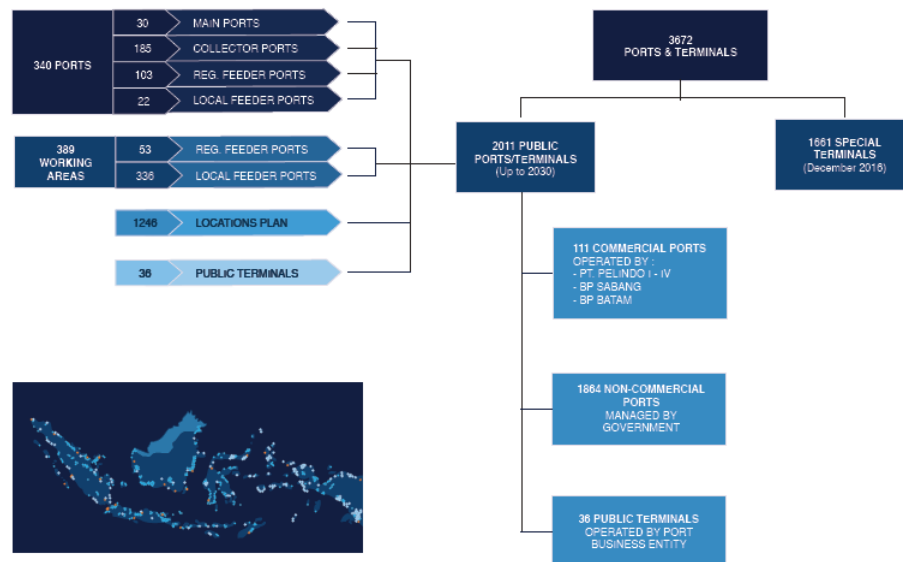 340 PORTS
30 MAIN PORTS
185 COLLECTOR PORTS
103 REG. FEEDER PORTS
22 LOCAL FEEDER PORTS
389
WORKING
AREAS
53 REG. FEEDER PORTS
336 LOCAL FEEDER PORTS
1246 LOCATIONS PLAN
36 PUBLIC TERMINALS
3672
PORTS & TERMINALS
2011 PUBLIC
PORTS/TERMINALS
(Up to 2030)
1661 SPECIAL
TERMINALS
(December 2016)
111 COMMERCIAL PORTS
OPERATED BY :
- PT. PELINDO I - IV
- BP SABANG
- BP BATAM
1864 NON-COMMERCIAL
PORTS
MANAGED BY
GOVERNMENT
36 PUBLIC TERMINALS
OPERATED BY PORT
BUSINESS ENTITY